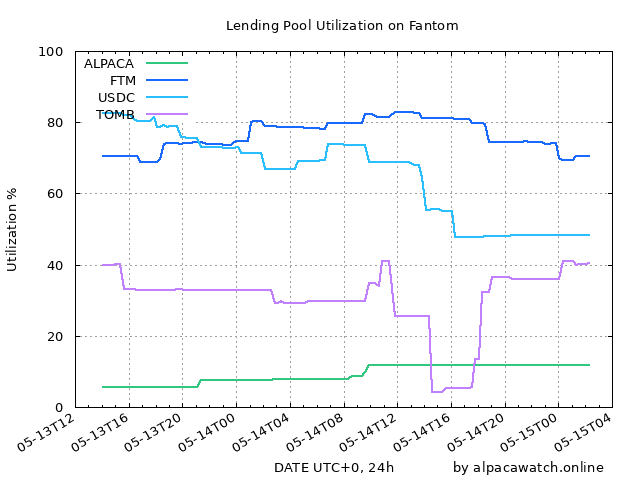 Lending Pool Utilization on Fantom
100
80
60
40
20
0
Utilization %
ALPACA
FTM
USDC
TOMB
05-13T12
05-13T16
05-13T20
05-14T00
05-14T04
05-14T08
05-14T12
05-14T16
05-14T20
05-15T00
05-15T04
DATE UTC+0, 24h
by alpacawatch.online